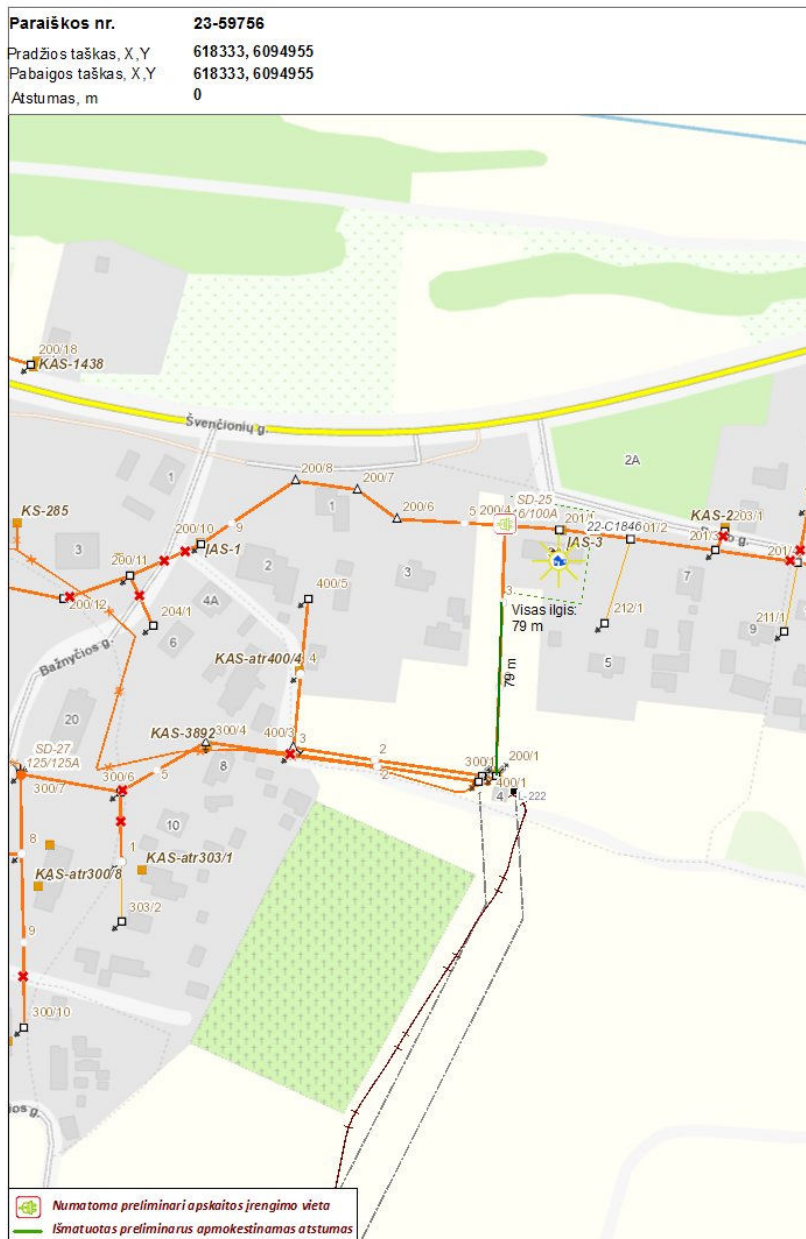 Paraiškos nr. 23-59756
Pradžios taškas, X,Y 618333, 6094955
Pabaigos taškas, X,Y 618333, 6094955
Atstumas, m 0
200/18
KAS-1438
Švenčionių g.
2A
1
200/8
200/7
1
200/6
5
200/4
SD-25
6/100A
201/1
22-C1846
01/2
KAS-2
203/1
KS-285
200/10
9
IAS-1
IAS-3
201/3
3
200/11
2
400/5
3
7
200/12
204/1
4A
6
3
Visas ilgis:
79 m
212/1
211/1
9
5
Bažnyčios g.
KAS-atr400/4
4
79 m
20
KAS-3892
300/4
400/3
3
2
2
SD-27
125/125A
8
300/1
200/1
400/1
4
L-222
300/7
300/6
5
10
8
1
KAS-atr303/1
KAS-atr300/8
303/2
9
300/10
ios g.
Numatoma preliminari apskaitos įrengimo vieta
Išmatuotas preliminarus apmokestinamas atstumas